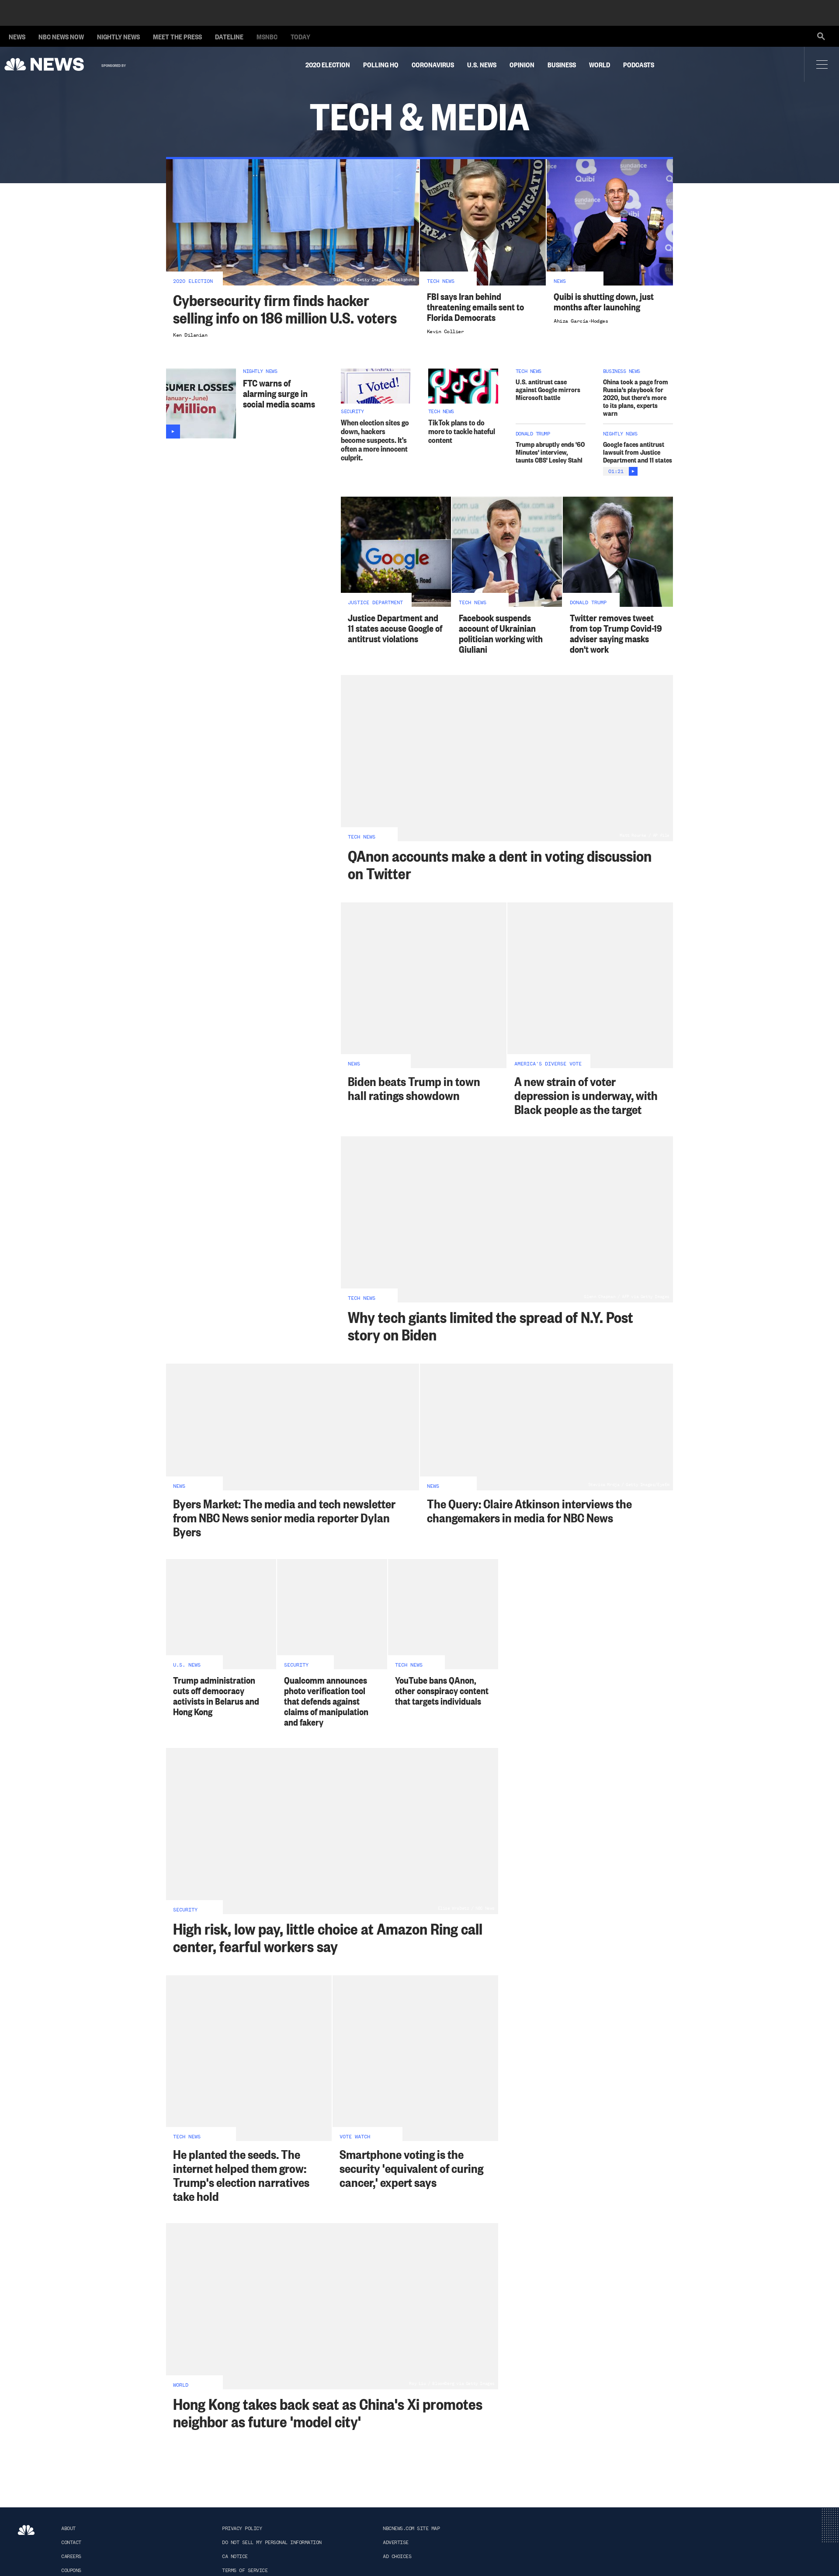 NEWS NBC NEWS NOW NIGHTLY NEWS MEET THE PRESS DATELINE MSNBC TODAY
NEWS SPONSORED BY 2020 ELECTION POLLING HQ CORONAVIRUS U.S. NEWS OPINION BUSINESS WORLD PODCASTS
TECH & MEDIA
2020 ELECTION
Cybersecurity firm finds hacker
selling info on 186 million U.S. voters
Ken Dilanian
TECH NEWS
FBI says Iran behind
threatening emails sent to
Florida Democrats
Kevin Collier
Quibi
NEWS
Quibi is shutting down, just
months after launching
Ahiza García-Hodges
SUMER LOSSES
January-June)
7 Million
NIGHTLY NEWS
FTC warns of
alarming surge in
social media scams
I Voted!
SECURITY
When election sites go
down, hackers
become suspects. It's
often a more innocent
culprit.
TECH NEWS
TikTok plans to do
more to tackle hateful
content
TECH NEWS
U.S. antitrust case
against Google mirrors
Microsoft battle
BUSINESS NEWS
China took a page from
Russia's playbook for
2020, but there's more
to its plans, experts
warn
DONALD TRUMP
Trump abruptly ends '60
Minutes' interview,
taunts CBS' Lesley Stahl
NIGHTLY NEWS
Google faces antitrust
lawsuit from Justice
Department and 11 states
01:21
Google
JUSTICE DEPARTMENT
Justice Department and
11 states accuse Google of
antitrust violations
TECH NEWS
Facebook suspends
account of Ukrainian
politician working with
Giuliani
DONALD TRUMP
Twitter removes tweet
from top Trump Covid-19
adviser saying masks
don't work
TECH NEWS
QAnon accounts make a dent in voting discussion
on Twitter
NEWS
Biden beats Trump in town
hall ratings showdown
AMERICA'S DIVERSE VOTE
A new strain of voter
depression is underway, with
Black people as the target
TECH NEWS
Why tech giants limited the spread of N.Y. Post
story on Biden
NEWS
Byers Market: The media and tech newsletter
from NBC News senior media reporter Dylan
Byers
NEWS
The Query: Claire Atkinson interviews the
changemakers in media for NBC News
U.S. NEWS
Trump administration
cuts off democracy
activists in Belarus and
Hong Kong
SECURITY
Qualcomm announces
photo verification tool
that defends against
claims of manipulation
and fakery
TECH NEWS
YouTube bans QAnon,
other conspiracy content
that targets individuals
SECURITY
High risk, low pay, little choice at Amazon Ring call
center, fearful workers say
TECH NEWS
He planted the seeds. The
internet helped them grow:
Trump's election narratives
take hold
VOTE WATCH
Smartphone voting is the
security 'equivalent of curing
cancer,' expert says
WORLD
Hong Kong takes back seat as China's Xi promotes
neighbor as future 'model city'
ABOUT
CONTACT
CAREERS
COUPONS
PRIVACY POLICY
DO NOT SELL MY PERSONAL INFORMATION
CA NOTICE
TERMS OF SERVICE
NBCNEWS.COM SITE MAP
ADVERTISE
AD CHOICES